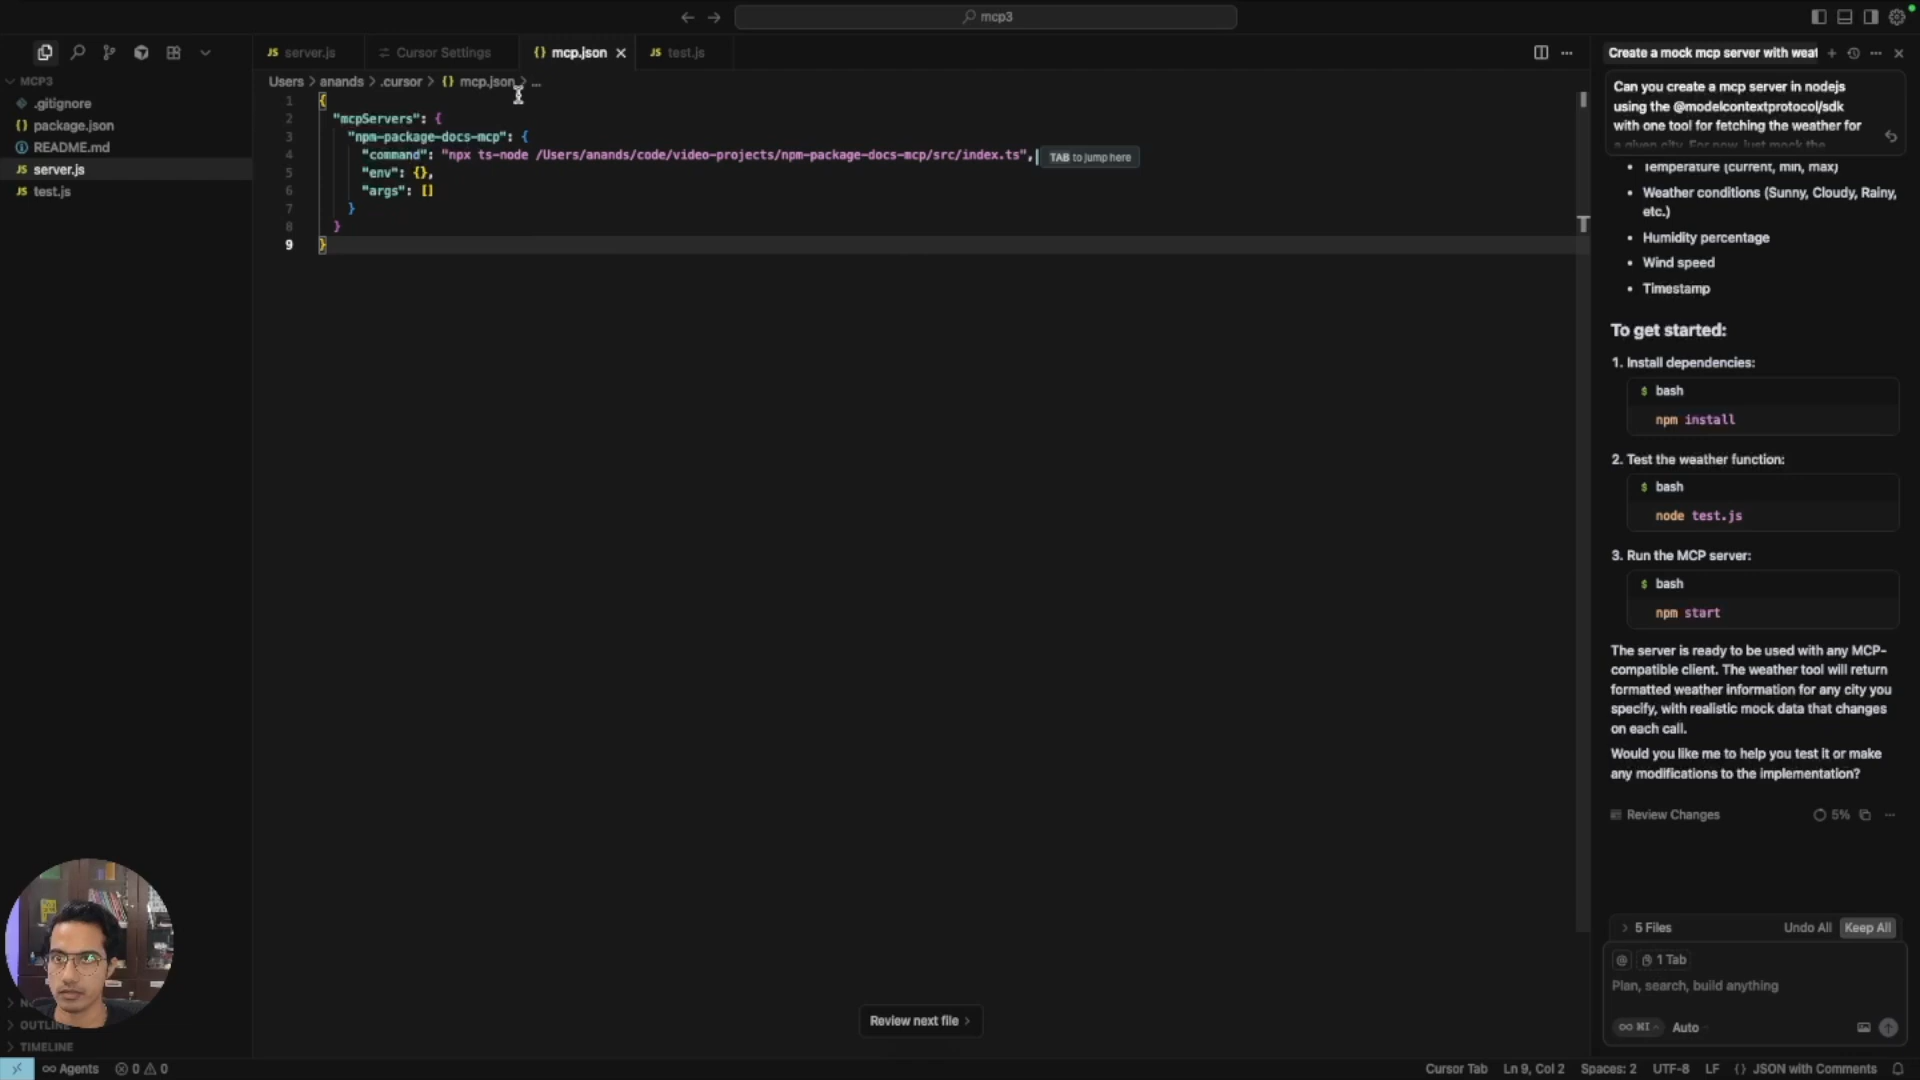 mcp3
JS server.js
Cursor Settings
{} mcp.json
JS test.js
MCP3
.gitignore
{} package.json
README.md
JS server.js
JS test.js
Users > anands > .cursor > {} mcp.json > ...
1 {
2 "mcpServers": {
3 "npm-package-docs-mcp": {
4 "command": "npx ts-node /Users/anands/code/video-projects/npm-package-docs-mcp/src/index.ts",
TAB to jump here
5 "env": {},
6 "args": []
7 }
8 }
9 }
Review next file >
Create a mock mcp server with weat
Can you create a mcp server in nodejs
using the @modelcontextprotocol/sdk
with one tool for fetching the weather for
a given city. For now, just mock the
• Temperature (current, min, max)
• Weather conditions (Sunny, Cloudy, Rainy,
etc.)
• Humidity percentage
• Wind speed
• Timestamp
To get started:
1. Install dependencies:
$ bash
npm install
2. Test the weather function:
$ bash
node test.js
3. Run the MCP server:
$ bash
npm start
The server is ready to be used with any MCP-
compatible client. The weather tool will return
formatted weather information for any city you
specify, with realistic mock data that changes
on each call.
Would you like me to help you test it or make
any modifications to the implementation?
Review Changes
5%
> 5 Files
Undo All
Keep All
@
1 Tab
Plan, search, build anything
∞ ⌘I
Auto
OUTLINE
TIMELINE
∞ Agents
0
0
Cursor Tab
Ln 9, Col 2
Spaces: 2
UTF-8
LF
{} JSON with Comments